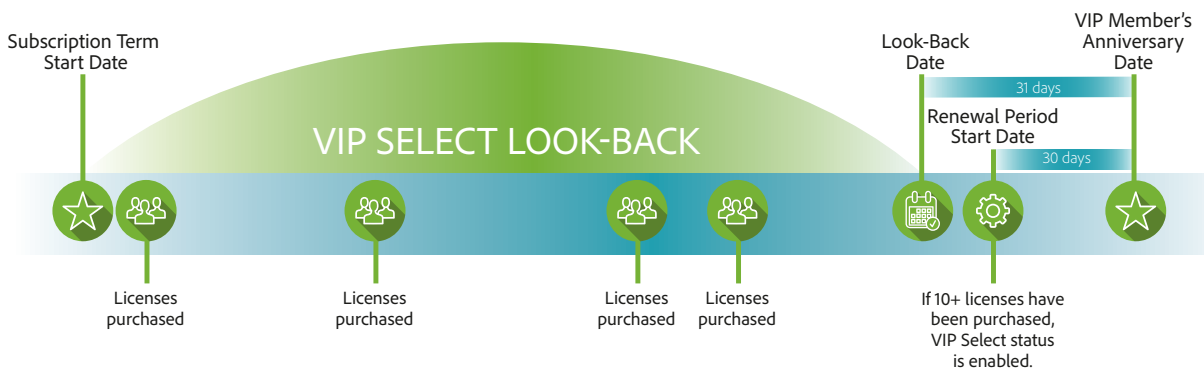 Subscription Term
Start Date
Look-Back
Date
VIP Member's
Anniversary
Date
31 days
Renewal Period
Start Date
30 days
VIP SELECT LOOK-BACK
Licenses
purchased
Licenses
purchased
Licenses
purchased
Licenses
purchased
If 10+ licenses have
been purchased,
VIP Select status
is enabled.